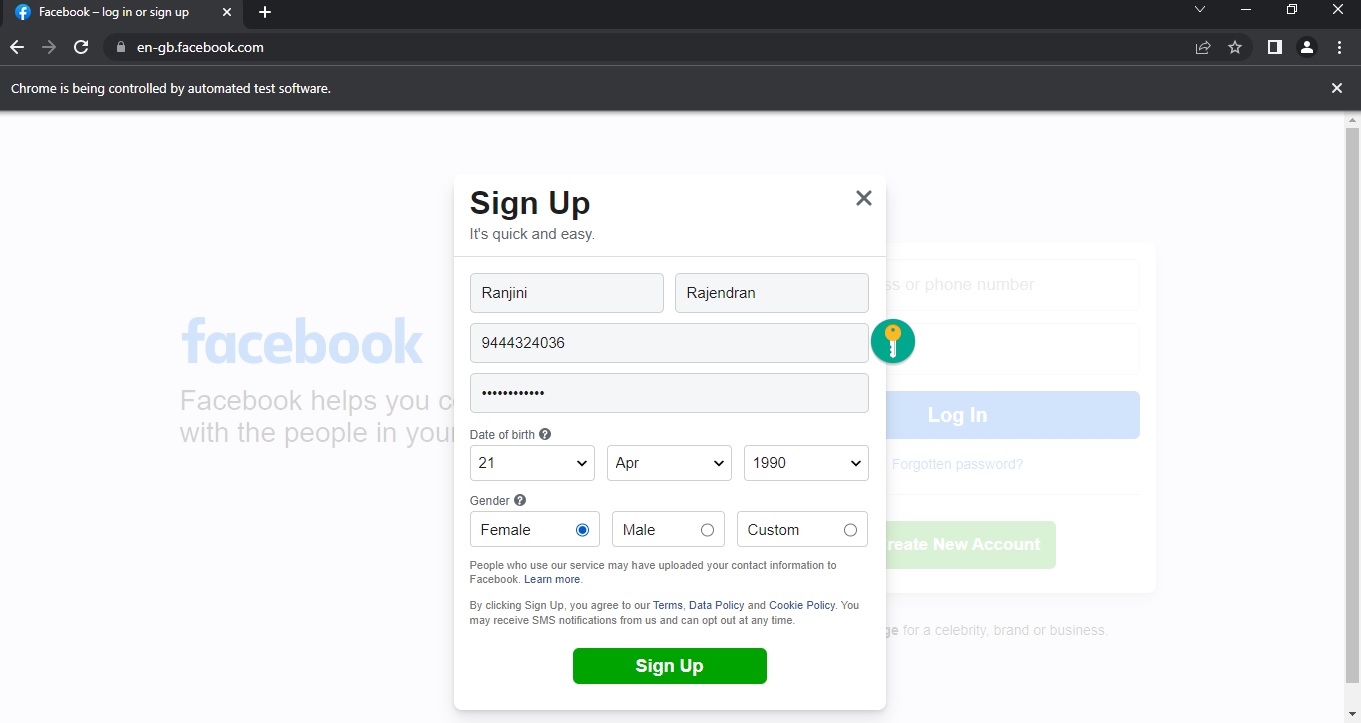 Facebook – log in or sign up
en-gb.facebook.com
Chrome is being controlled by automated test software.
Sign Up
It's quick and easy.
Ranjini Rajendran
9444324036
••••••••••••
Date of birth ?
21 Apr 1990
Gender ?
Female Male Custom
People who use our service may have uploaded your contact information to
Facebook. Learn more.
By clicking Sign Up, you agree to our Terms, Data Policy and Cookie Policy. You
may receive SMS notifications from us and can opt out at any time.
Sign Up
facebook
Facebook helps you
with the people in your
or phone number
Log In
Forgotten password?
New Account
for a celebrity, brand or business.